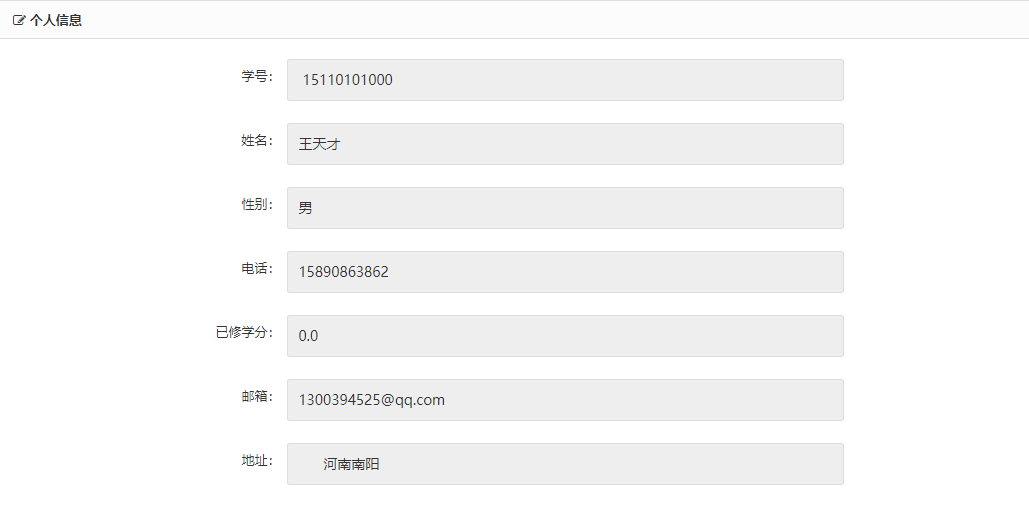 个人信息
学号： 15110101000
姓名： 王天才
性别： 男
电话： 15890863862
已修学分： 0.0
邮箱： 1300394525@qq.com
地址： 河南南阳